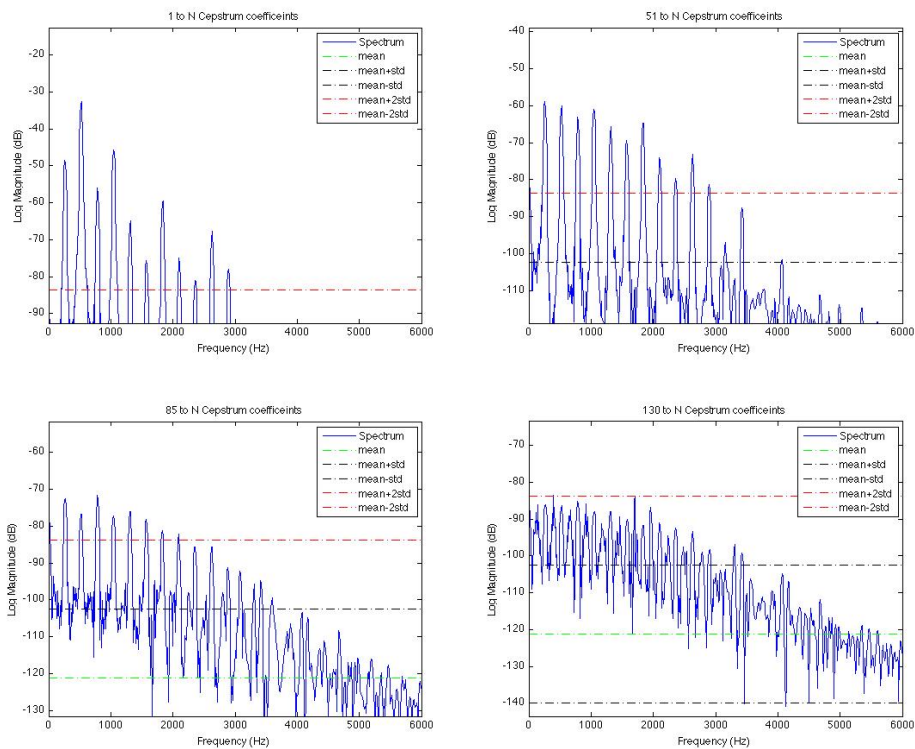 1 to N Cepstrum coefficeints
-20
-30
-40
-50
-60
-70
-80
-90
Log Magnitude (dB)
0 1000 2000 3000 4000 5000 6000
Frequency (Hz)
Spectrum
mean
mean+std
mean-std
mean+2std
mean-2std
51 to N Cepstrum coefficeints
-40
-50
-60
-70
-80
-90
-100
-110
Log Magnitude (dB)
0 1000 2000 3000 4000 5000 6000
Frequency (Hz)
Spectrum
mean
mean+std
mean-std
mean+2std
mean-2std
85 to N Cepstrum coefficeints
-60
-70
-80
-90
-100
-110
-120
-130
Log Magnitude (dB)
0 1000 2000 3000 4000 5000 6000
Frequency (Hz)
Spectrum
mean
mean+std
mean-std
mean+2std
mean-2std
130 to N Cepstrum coefficeints
-70
-80
-90
-100
-110
-120
-130
-140
Log Magnitude (dB)
0 1000 2000 3000 4000 5000 6000
Frequency (Hz)
Spectrum
mean
mean+std
mean-std
mean+2std
mean-2std